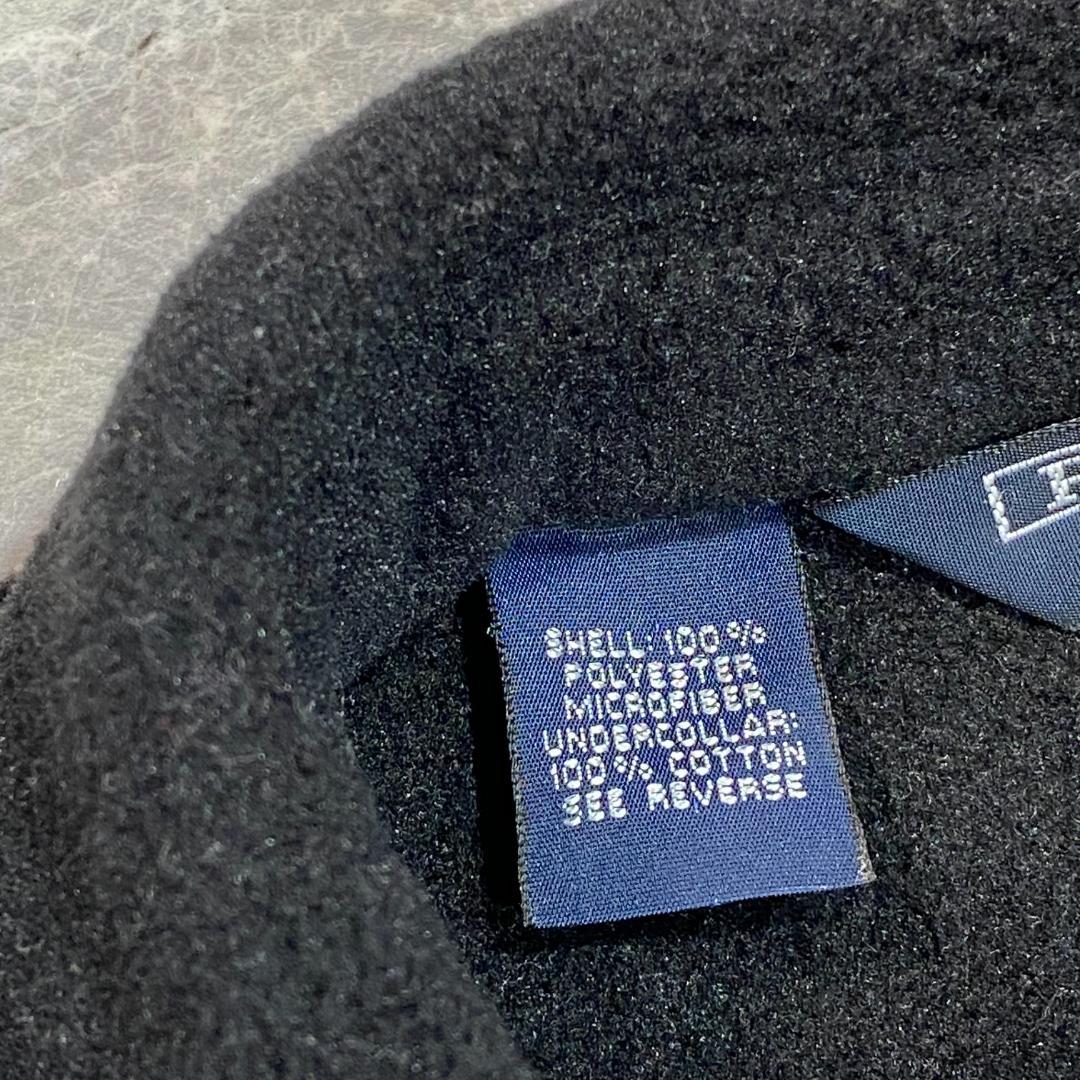 SHELL: 100%
POLYESTER
MICROFIBER
UNDERCOLLAR:
100% COTTON
SEE REVERSE